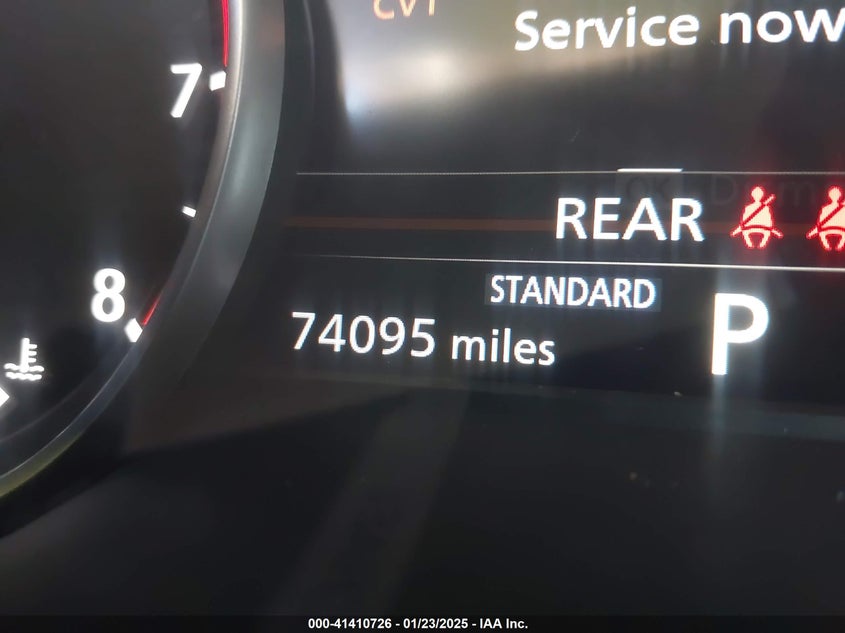 CVT
Service now
7
REAR
8
STANDARD
74095 miles
P
000-41410726 - 01/23/2025 - IAA Inc.